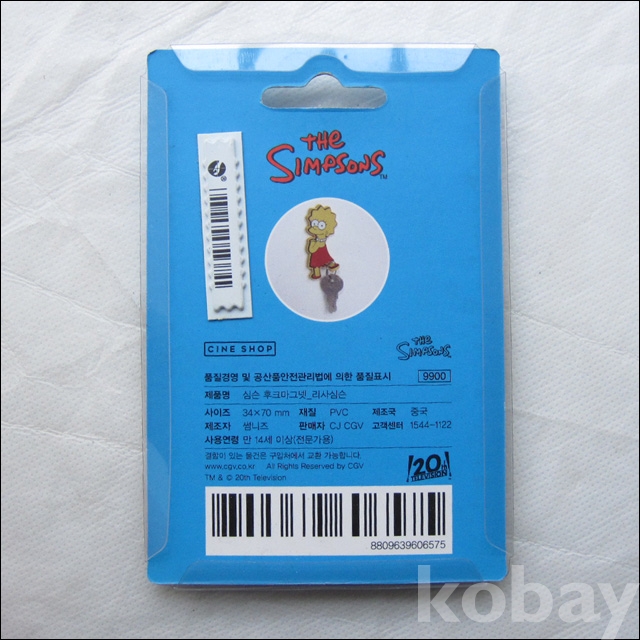 THE
SIMPSONS™
®
CINE SHOP
THE
SIMPSONS™
품질경영 및 공산품안전관리법에 의한 품질표시 9900
제품명 심슨 후크마그넷_리사심슨
사이즈 34×70 mm 재질 PVC 제조국 중국
제조자 쌤니즈 판매자 CJ CGV 고객센터 1544-1122
사용연령 만 14세 이상(전문가용)
결함이 있는 물건은 구입처에서 교환 가능합니다.
www.cgv.co.kr All Rights Reserved by CGV
TM & © 20th Television
20th
TELEVISION™
8809639606575
kobay